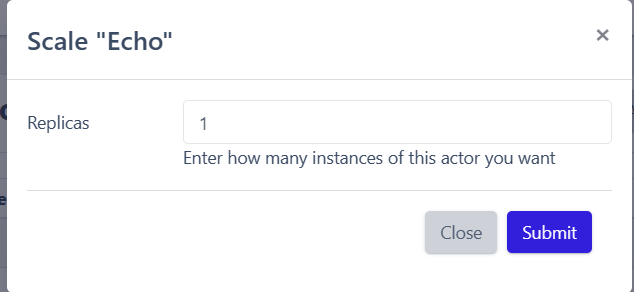 Scale "Echo"
×
Replicas
1
Enter how many instances of this actor you want
Close
Submit